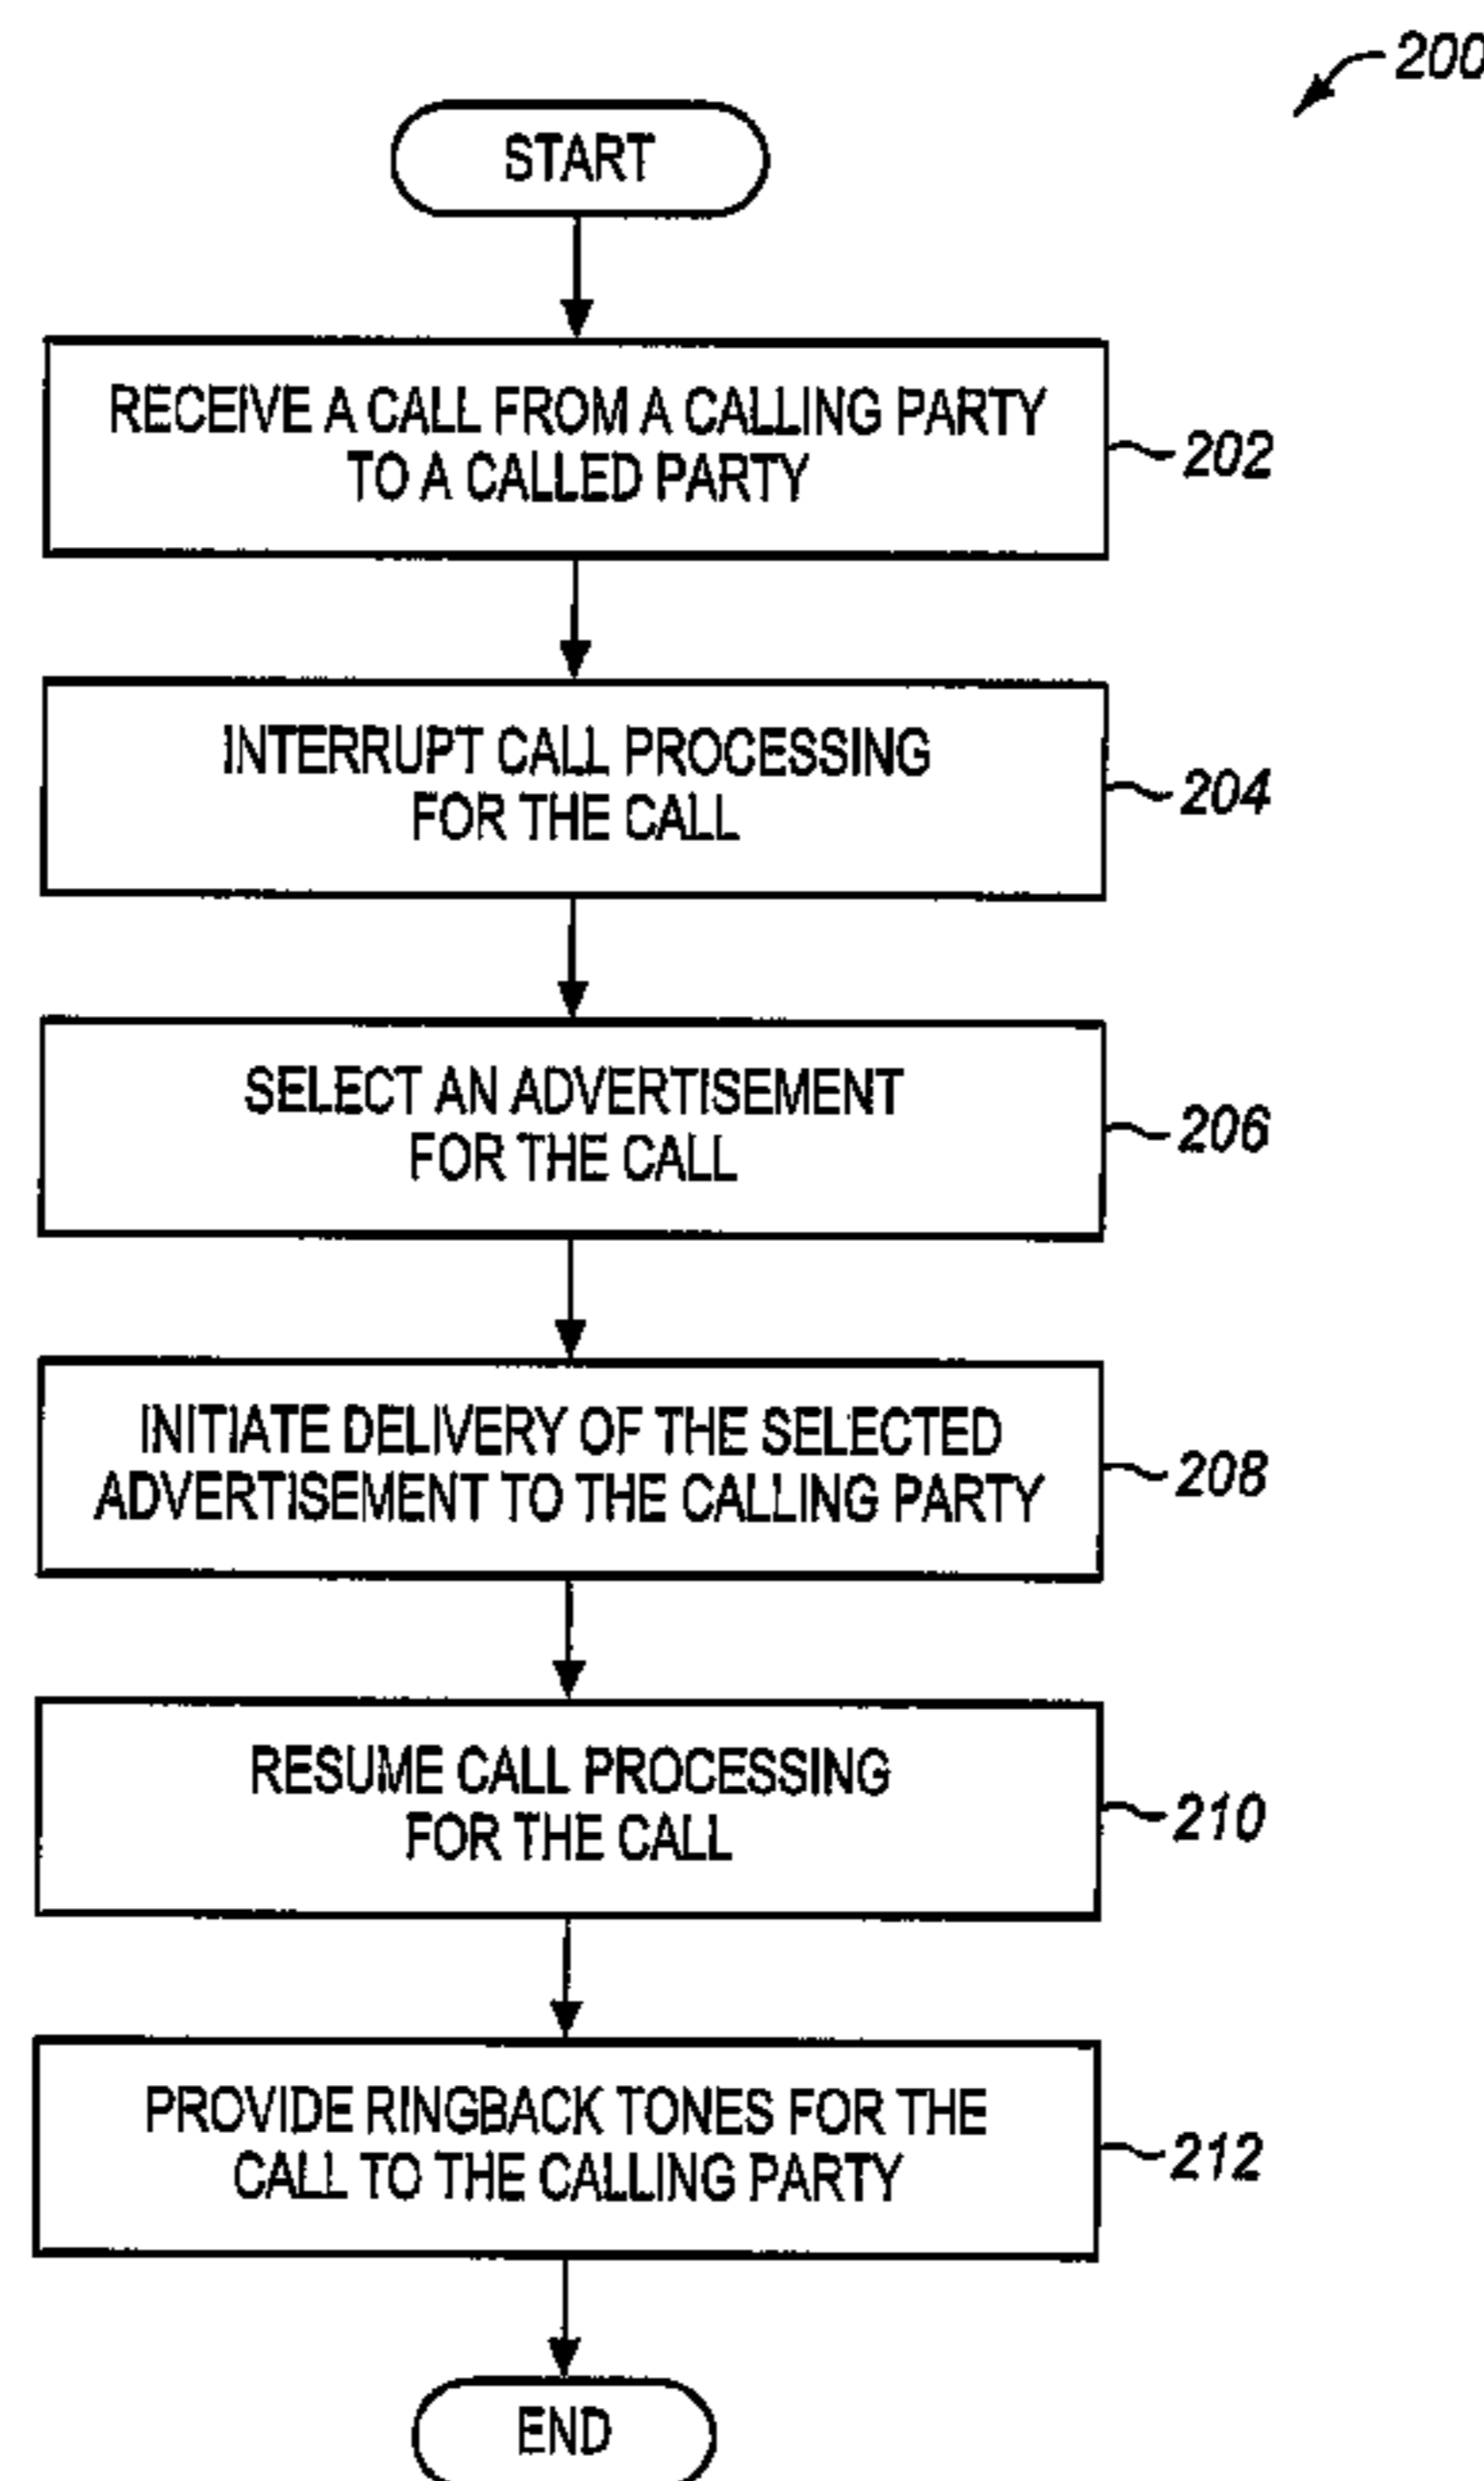 200
START
RECEIVE A CALL FROM A CALLING PARTY
TO A CALLED PARTY
202
INTERRUPT CALL PROCESSING
FOR THE CALL
204
SELECT AN ADVERTISEMENT
FOR THE CALL
206
INITIATE DELIVERY OF THE SELECTED
ADVERTISEMENT TO THE CALLING PARTY
208
RESUME CALL PROCESSING
FOR THE CALL
210
PROVIDE RINGBACK TONES FOR THE
CALL TO THE CALLING PARTY
212
END